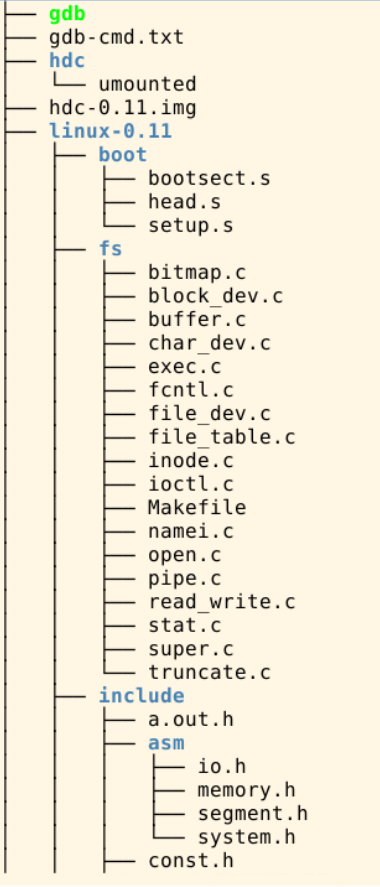 gdb
gdb-cmd.txt
hdc
umounted
hdc-0.11.img
linux-0.11
boot
bootsect.s
head.s
setup.s
fs
bitmap.c
block_dev.c
buffer.c
char_dev.c
exec.c
fcntl.c
file_dev.c
file_table.c
inode.c
ioctl.c
Makefile
namei.c
open.c
pipe.c
read_write.c
stat.c
super.c
truncate.c
include
a.out.h
asm
io.h
memory.h
segment.h
system.h
const.h